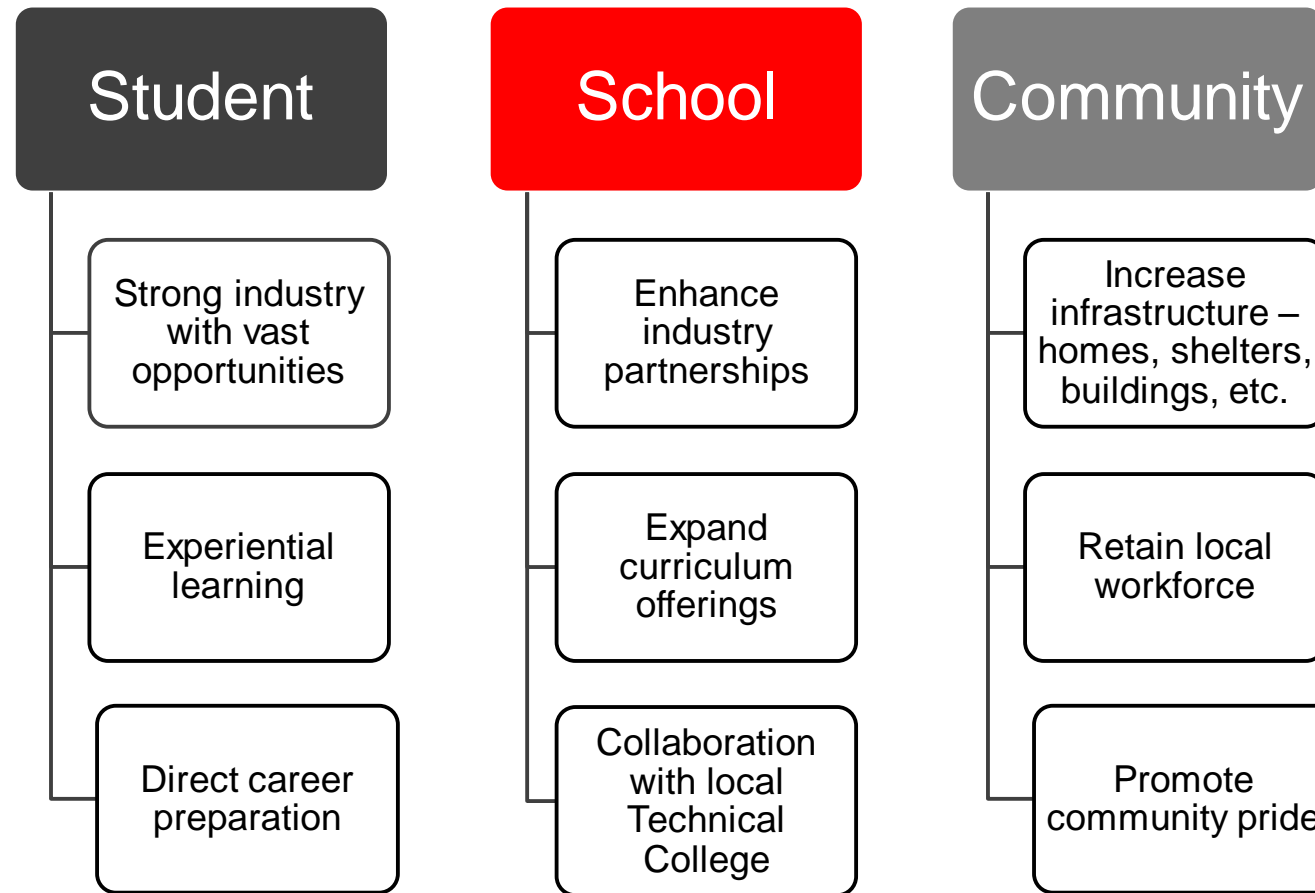 Student
Strong industry
with vast
opportunities
Experiential
learning
Direct career
preparation
School
Enhance
industry
partnerships
Expand
curriculum
offerings
Collaboration
with local
Technical
College
Community
Increase
infrastructure –
homes, shelters,
buildings, etc.
Retain local
workforce
Promote
community pride